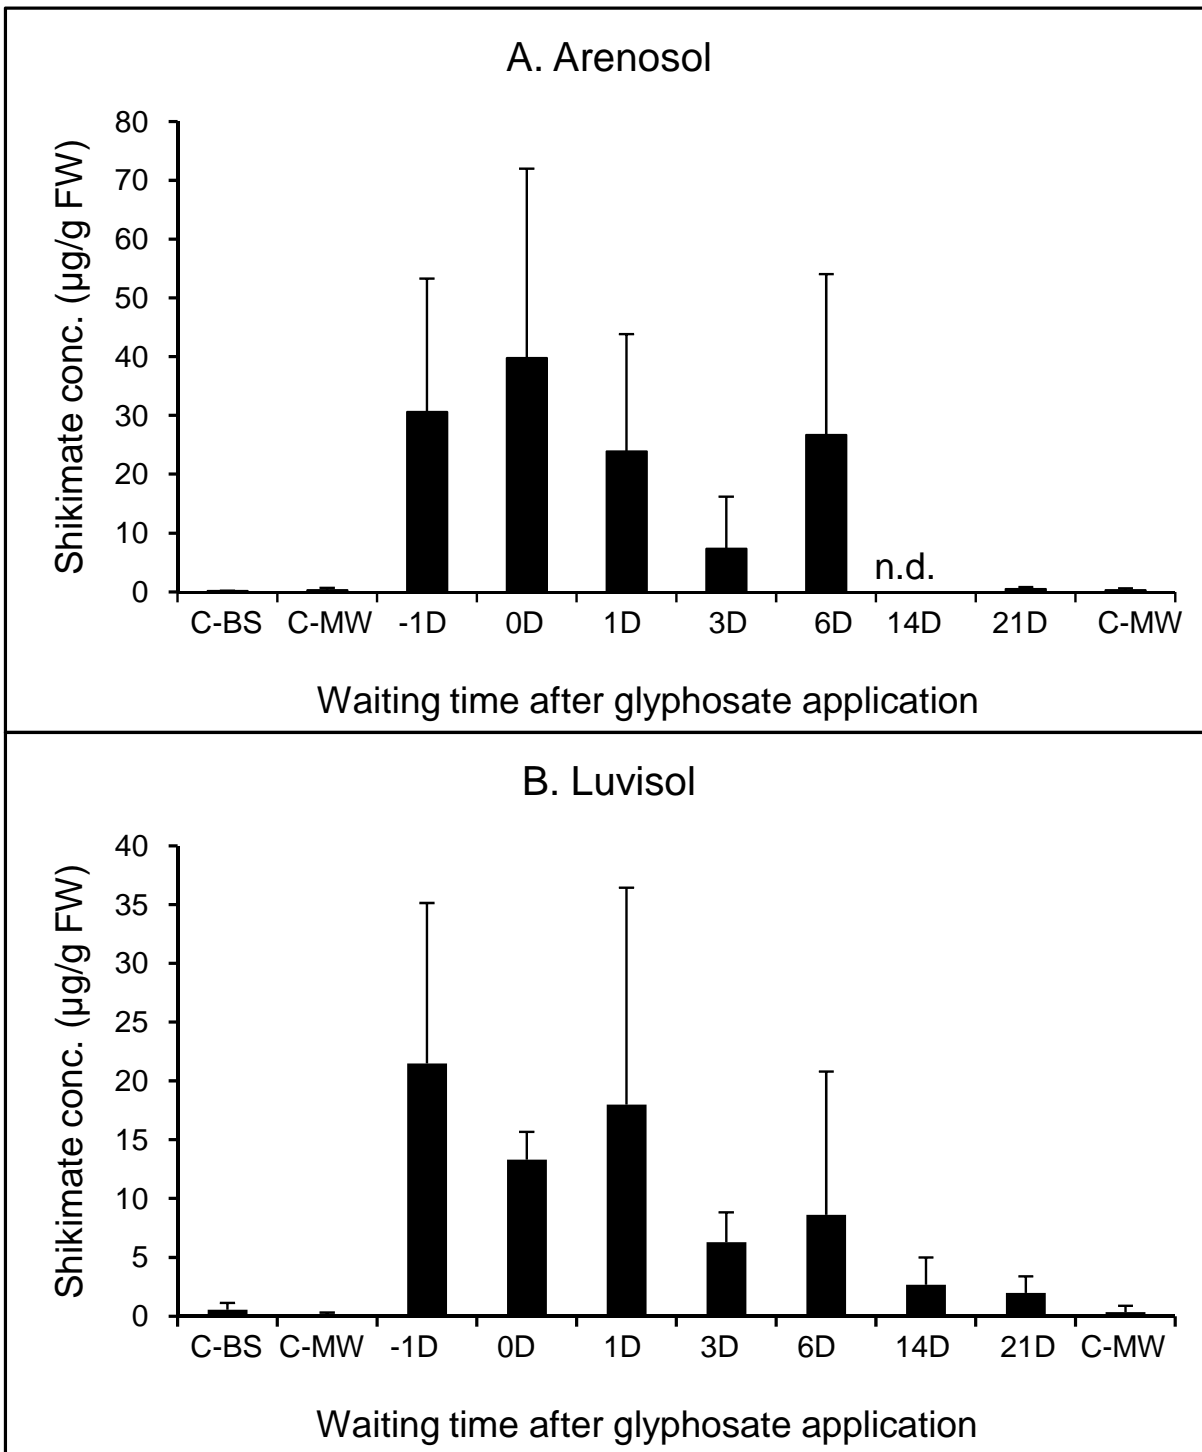 A. Arenosol
Shikimate conc. (µg/g FW)
80
70
60
50
40
30
20
10
0
n.d.
C-BS C-MW -1D 0D 1D 3D 6D 14D 21D C-MW
Waiting time after glyphosate application
B. Luvisol
Shikimate conc. (µg/g FW)
40
35
30
25
20
15
10
5
0
C-BS C-MW -1D 0D 1D 3D 6D 14D 21D C-MW
Waiting time after glyphosate application